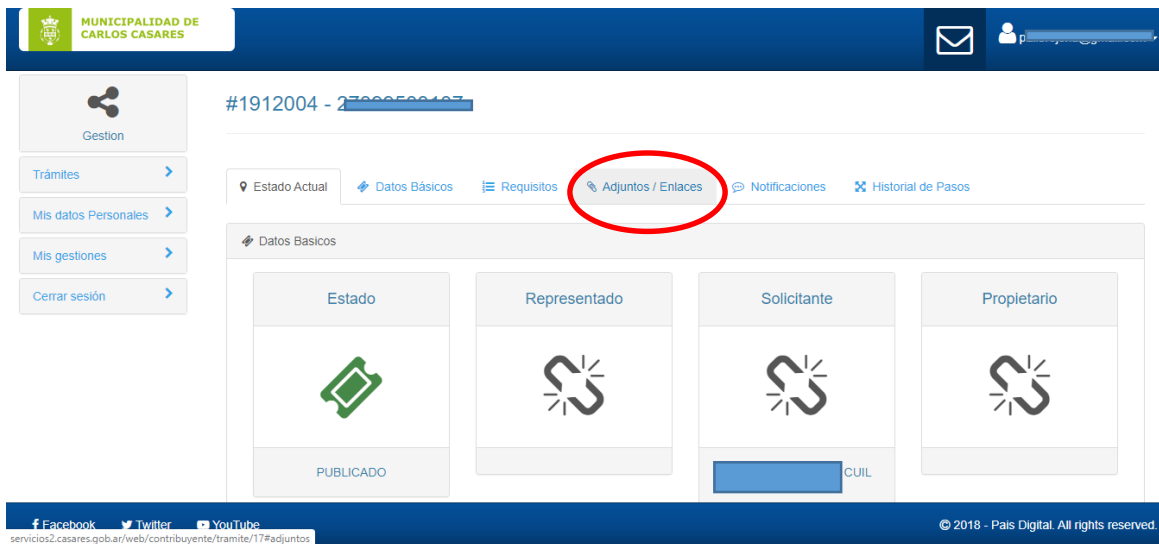 MUNICIPALIDAD DE
CARLOS CASARES
#1912004 -
Gestion
Trámites
Mis datos Personales
Mis gestiones
Cerrar sesión
Estado Actual
Datos Básicos
Requisitos
Adjuntos / Enlaces
Notificaciones
Historial de Pasos
Datos Basicos
Estado
Representado
Solicitante
Propietario
PUBLICADO
CUIL
Facebook
Twitter
YouTube
© 2018 - Pais Digital. All rights reserved.
servicios2.casares.gob.ar/web/contribuyente/tramite/17#adjuntos